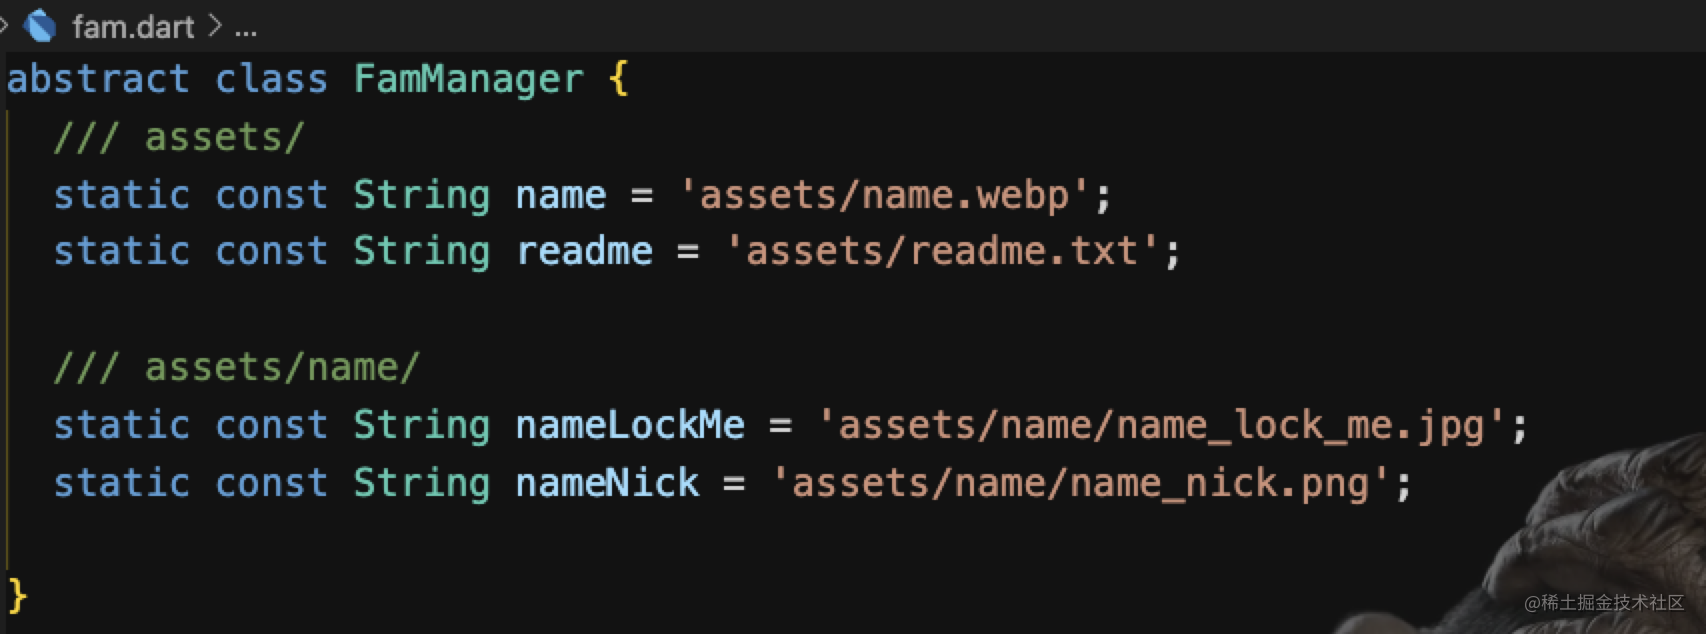 fam.dart > ...
abstract class FamManager {
/// assets/
static const String name = 'assets/name.webp';
static const String readme = 'assets/readme.txt';
/// assets/name/
static const String nameLockMe = 'assets/name/name_lock_me.jpg';
static const String nameNick = 'assets/name/name_nick.png';
}
@稀土掘金技术社区